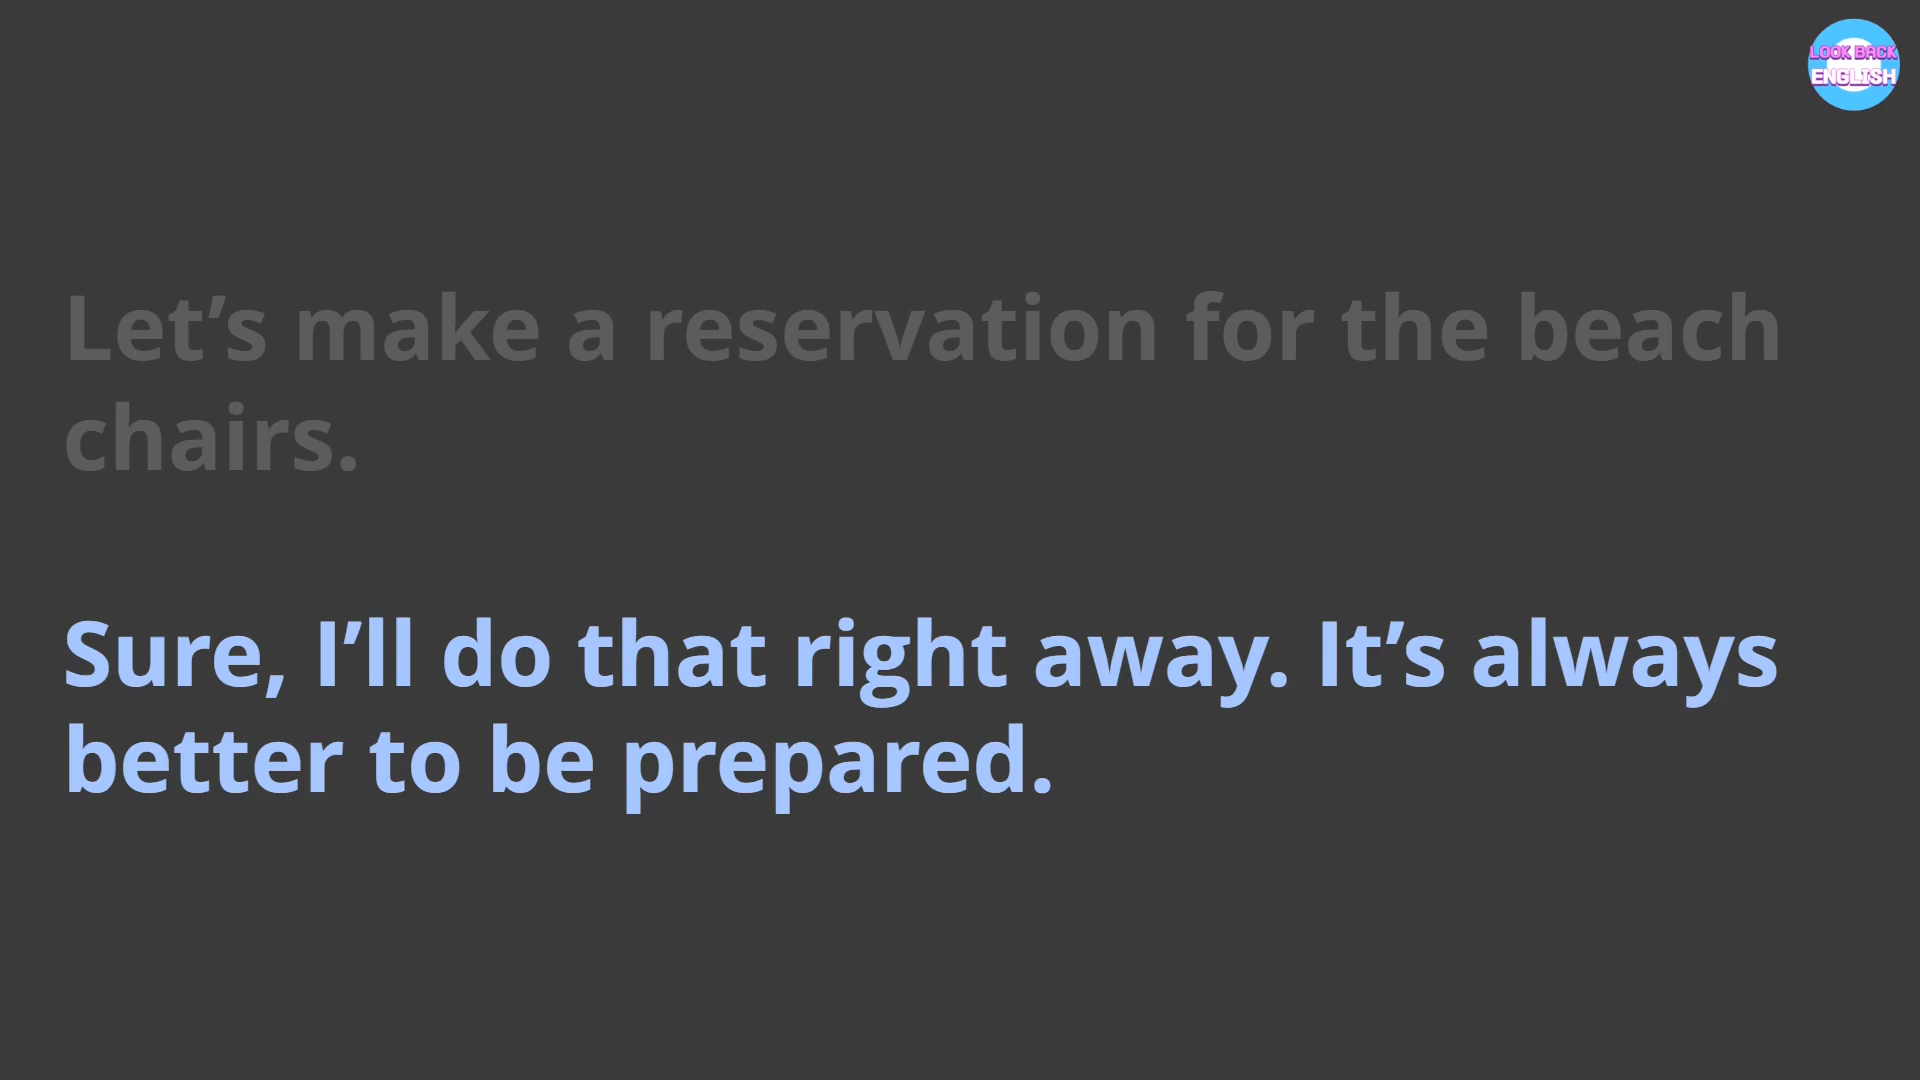 LOOK BACK
ENGLISH
Let’s make a reservation for the beach
chairs.
Sure, I’ll do that right away. It’s always
better to be prepared.